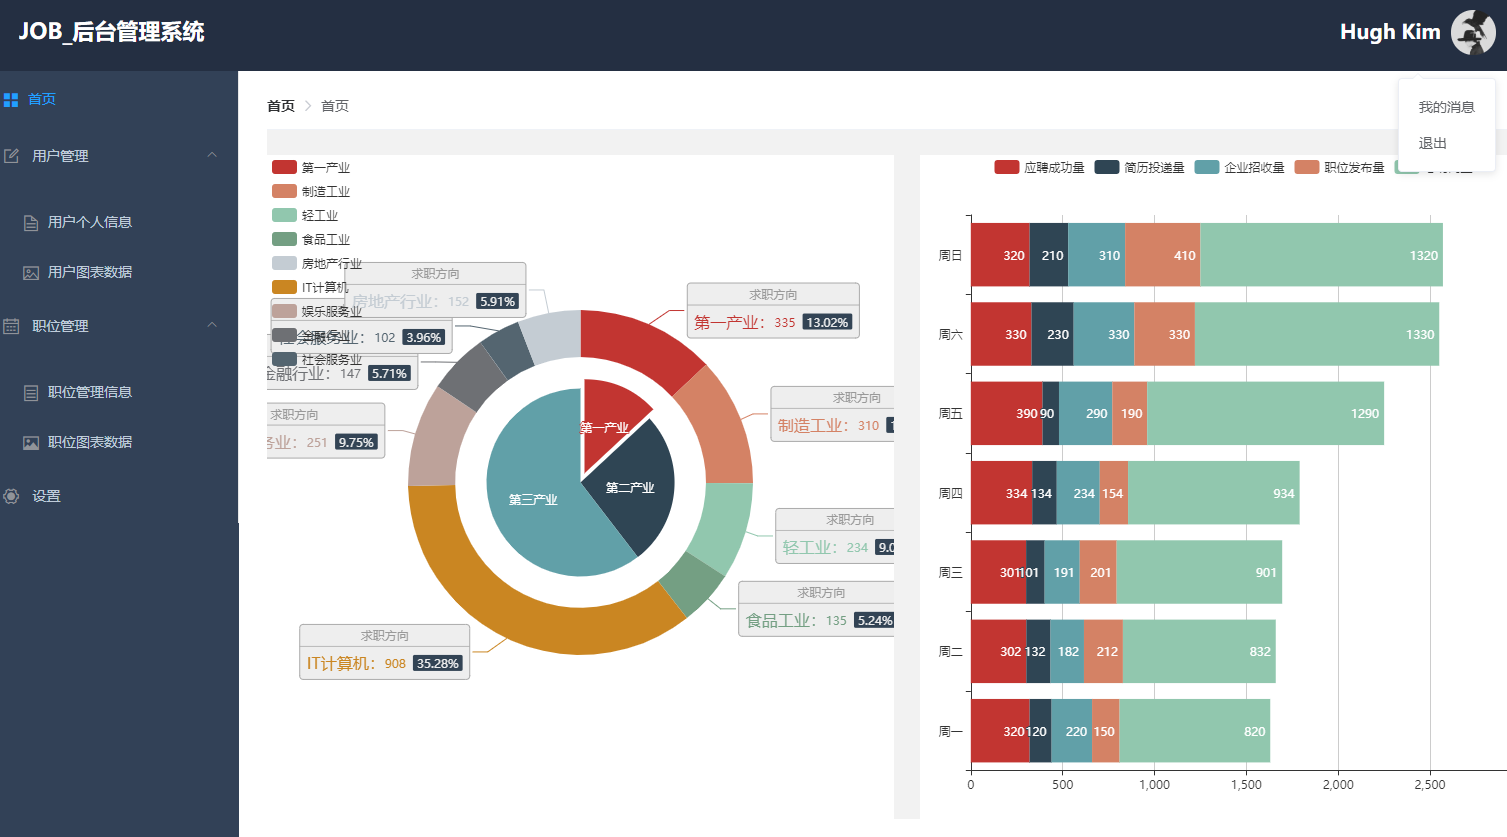 JOB_后台管理系统
Hugh Kim
我的消息
退出
首页
用户管理
用户个人信息
用户图表数据
职位管理
职位管理信息
职位图表数据
设置
首页 > 首页
第一产业
制造工业
轻工业
食品工业
房地产行业
IT计算机
娱乐服务业
金融行业
社会服务业
求职方向
房地产行业：152 5.91%
社会服务业：102 3.96%
金融行业：147 5.71%
求职方向
务业：251 9.75%
求职方向
IT计算机：908 35.28%
求职方向
第一产业：335 13.02%
求职方向
制造工业：310
求职方向
轻工业：234 9.0
求职方向
食品工业：135 5.24%
第一产业
第二产业
第三产业
应聘成功量 简历投递量 企业招收量 职位发布量
周日 320 210 310 410 1320
周六 330 230 330 330 1330
周五 390 90 290 190 1290
周四 334 134 234 154 934
周三 301 101 191 201 901
周二 302 132 182 212 832
周一 320 120 220 150 820
0 500 1,000 1,500 2,000 2,500